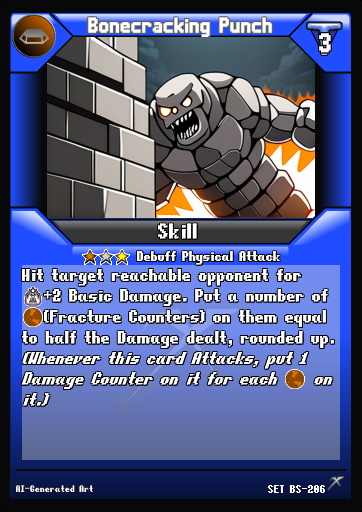 Bonecracking Punch
3
Skill
Debuff Physical Attack
Hit target reachable opponent for
+2 Basic Damage. Put a number of
(Fracture Counters) on them equal
to half the Damage dealt, rounded up.
(Whenever this card Attacks, put 1
Damage Counter on it for each on
it.)
AI-Generated Art
SET BS-206